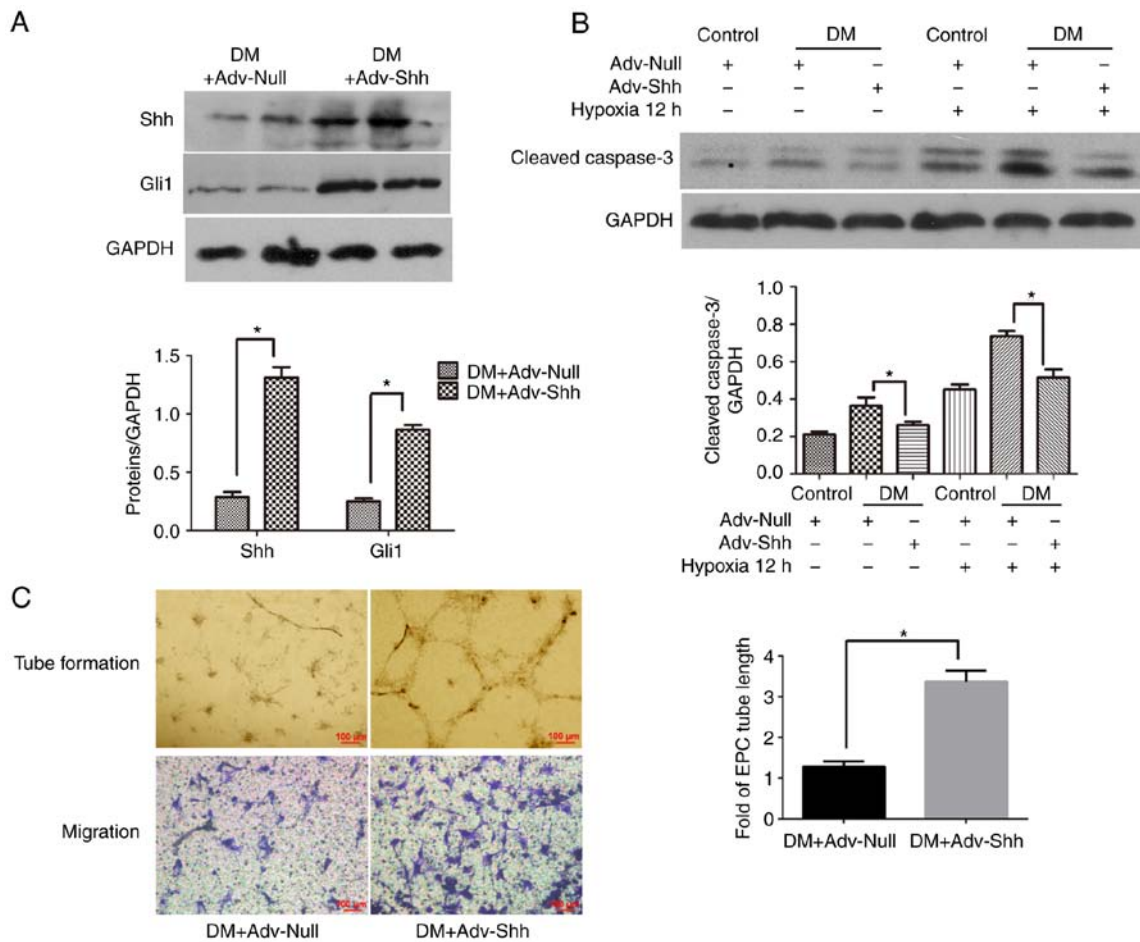 A
DM
+Adv-Null
DM
+Adv-Shh
Shh
Gli1
GAPDH
Proteins/GAPDH
1.5
1.0
0.5
0.0
*
*
DM+Adv-Null
DM+Adv-Shh
Shh
Gli1
B
Control DM Control DM
Adv-Null + + – + + –
Adv-Shh – – + – – +
Hypoxia 12 h – – – + + +
Cleaved caspase-3
GAPDH
Cleaved caspase-3/
GAPDH
1.0
0.8
0.6
0.4
0.2
0.0
*
*
Control DM Control DM
Adv-Null + + – + + –
Adv-Shh – – + – – +
Hypoxia 12 h – – – + + +
C
Tube formation
100 µm
100 µm
Migration
100 µm
100 µm
DM+Adv-Null
DM+Adv-Shh
Fold of EPC tube length
4
3
2
1
0
*
DM+Adv-Null
DM+Adv-Shh